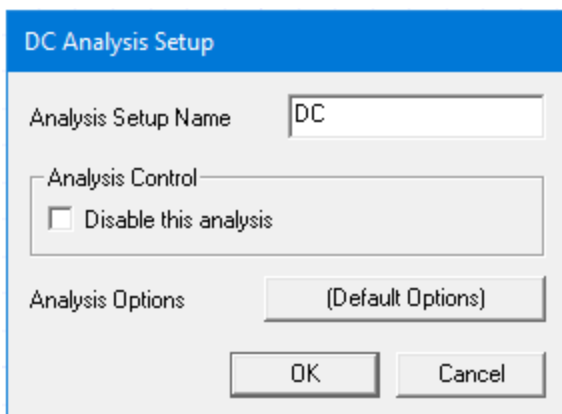 DC Analysis Setup
Analysis Setup Name DC
Analysis Control
Disable this analysis
Analysis Options (Default Options)
OK Cancel